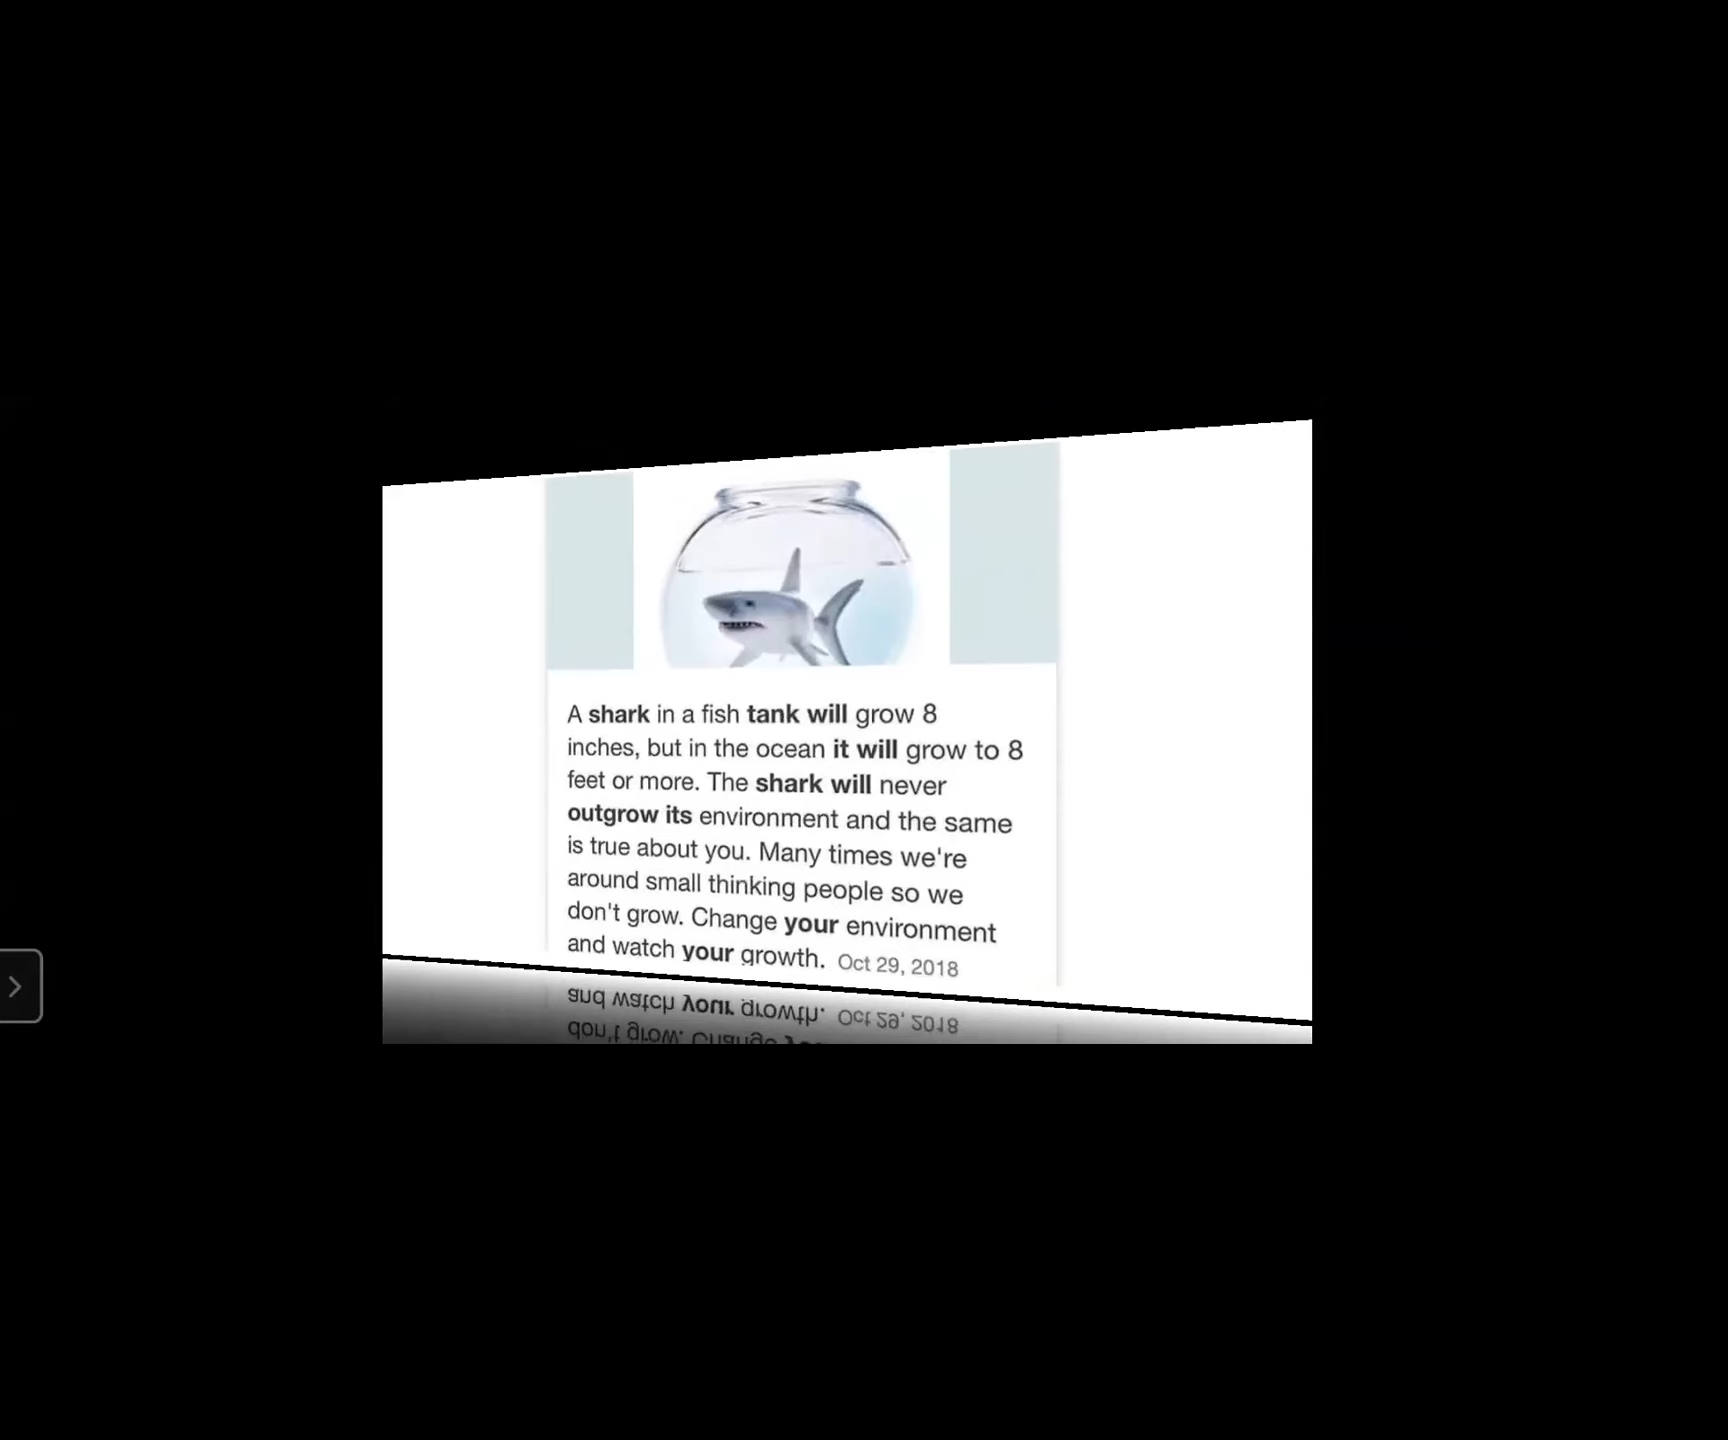 A shark in a fish tank will grow 8
inches, but in the ocean it will grow to 8
feet or more. The shark will never
outgrow its environment and the same
is true about you. Many times we're
around small thinking people so we
don't grow. Change your environment
and watch your growth. Oct 29, 2018